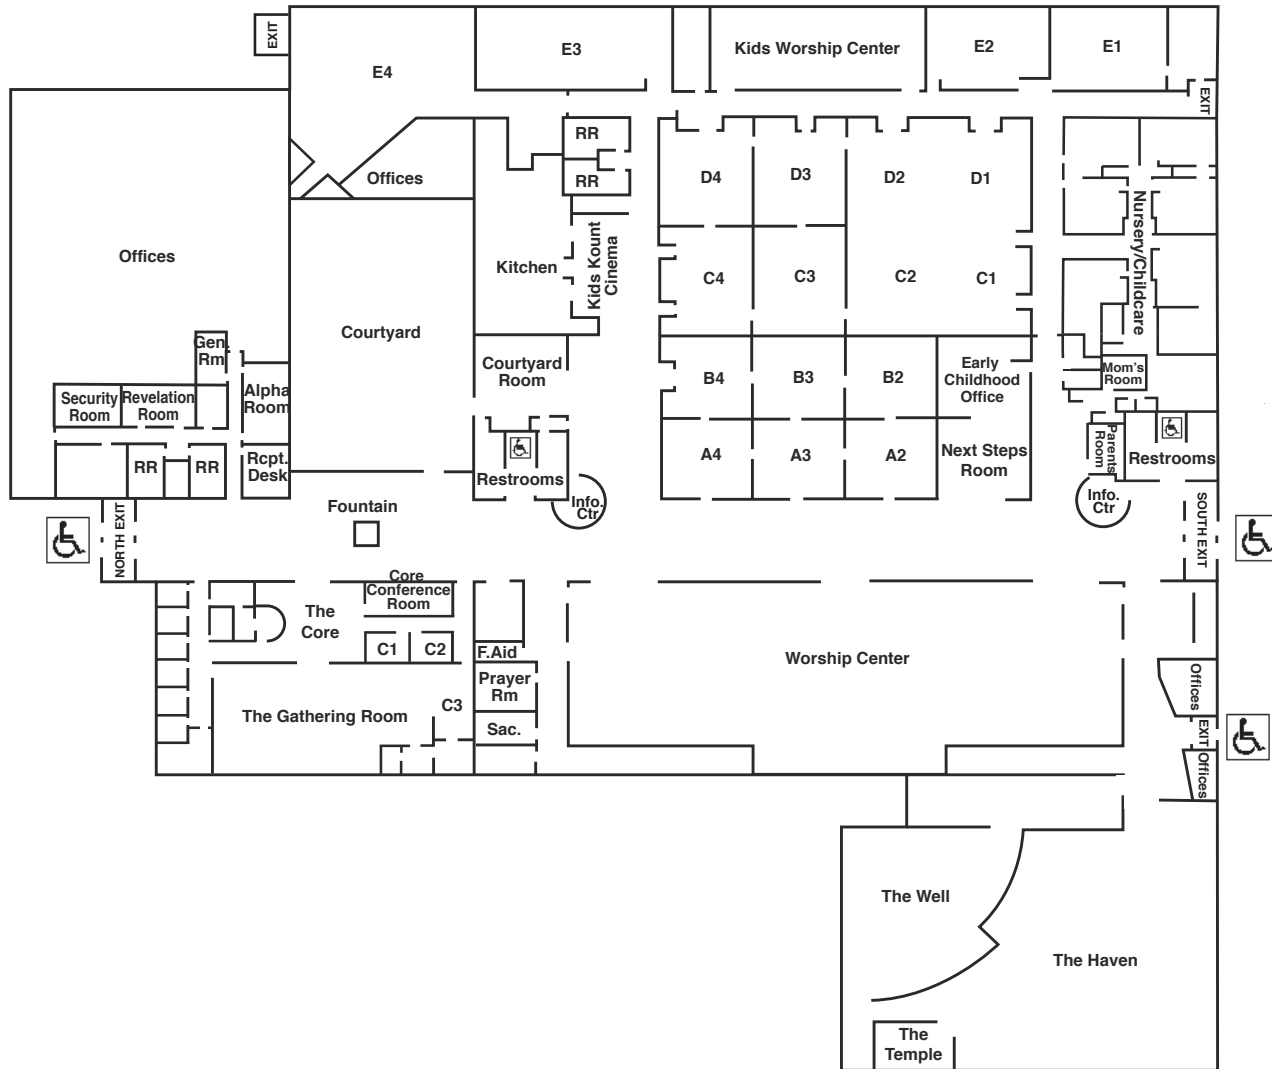 EXIT
E4
E3
Kids Worship Center
E2
E1
EXIT
RR
RR
Offices
D4
D3
D2
D1
Nursery/Childcare
Offices
Kitchen
Kids Kount
Cinema
C4
C3
C2
C1
Courtyard
Gen.
Rm
Courtyard
Room
Alpha
Room
Security
Room
Revelation
Room
B4
B3
B2
Early
Childhood
Office
Mom's
Room
RR
RR
Rcpt.
Desk
Restrooms
A4
A3
A2
Next Steps
Room
Parents
Room
Restrooms
Info.
Ctr
Info.
Ctr
Fountain
NORTH EXIT
SOUTH EXIT
Core
Conference
Room
The
Core
C1
C2
F.Aid
Prayer
Rm
Worship Center
Offices
C3
The Gathering Room
Sac.
EXIT
Offices
The Well
The Haven
The
Temple